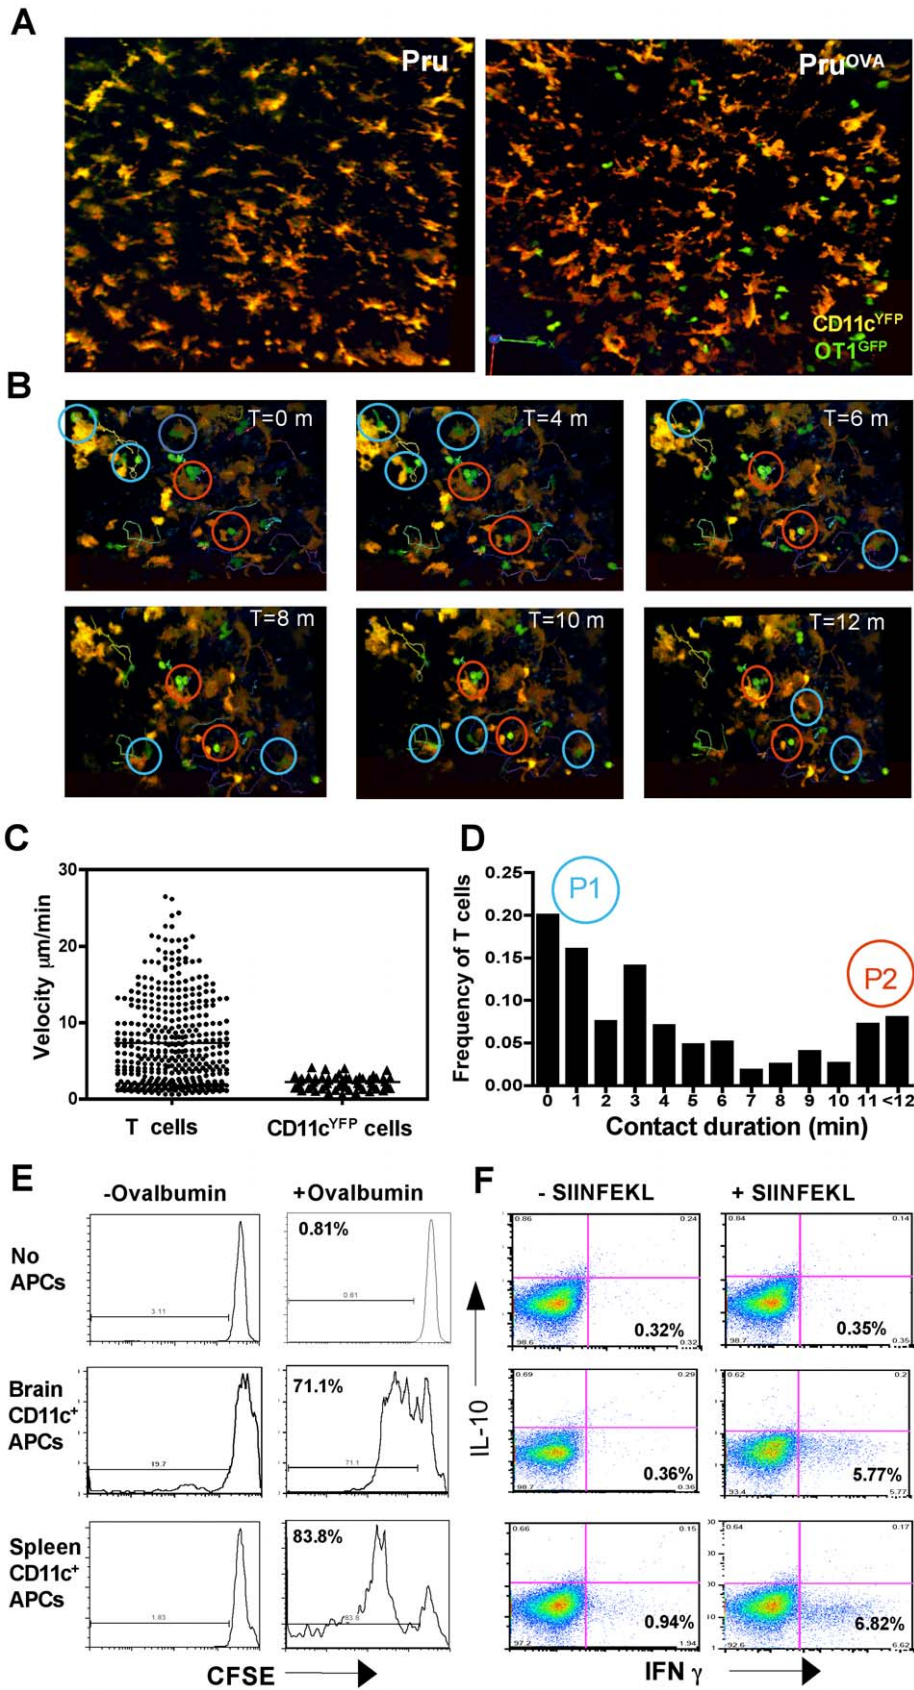 A
Pru
Pru^OVA
CD11c^YFP
OT1^GFP
x
B
T=0 m
T=4 m
T=6 m
T=8 m
T=10 m
T=12 m
C
30
20
10
0
Velocity µm/min
T cells
CD11c^YFP cells
D
0.25
0.20
0.15
0.10
0.05
0.00
Frequency of T cells
P1
P2
0 1 2 3 4 5 6 7 8 9 10 11 <12
Contact duration (min)
E
-Ovalbumin
+Ovalbumin
No
APCs
3.11
0.81%
0.81
Brain
CD11c+
APCs
19.7
71.1%
71.1
Spleen
CD11c+
APCs
1.83
83.8%
83.8
CFSE
F
- SIINFEKL
+ SIINFEKL
IL-10
0.86
0.24
98.6
0.32%
0.32
0.84
0.14
98.7
0.35%
0.35
0.69
0.29
98.7
0.36%
0.36
0.62
0.2
93.4
5.77%
5.77
0.66
0.15
97.2
0.94%
1.94
0.64
0.17
92.6
6.82%
6.62
IFN γ